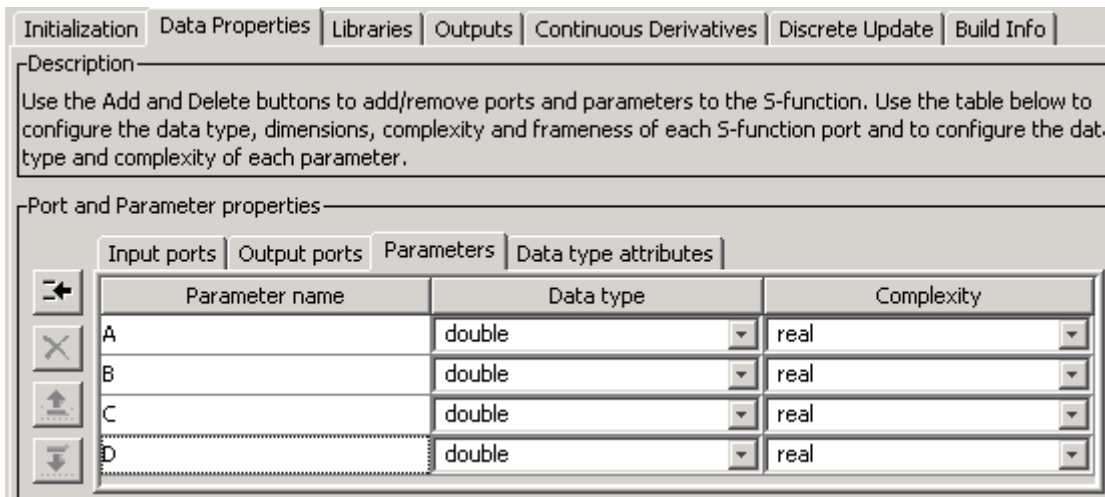 Initialization Data Properties Libraries Outputs Continuous Derivatives Discrete Update Build Info
Description
Use the Add and Delete buttons to add/remove ports and parameters to the S-function. Use the table below to
configure the data type, dimensions, complexity and frameness of each S-function port and to configure the dat
type and complexity of each parameter.
Port and Parameter properties
Input ports Output ports Parameters Data type attributes
Parameter name Data type Complexity
A double real
B double real
C double real
D double real